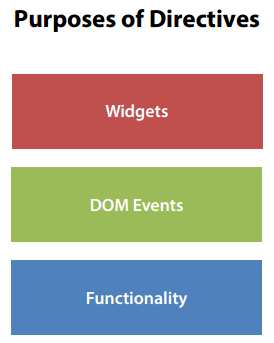 Purposes of Directives
Widgets
DOM Events
Functionality